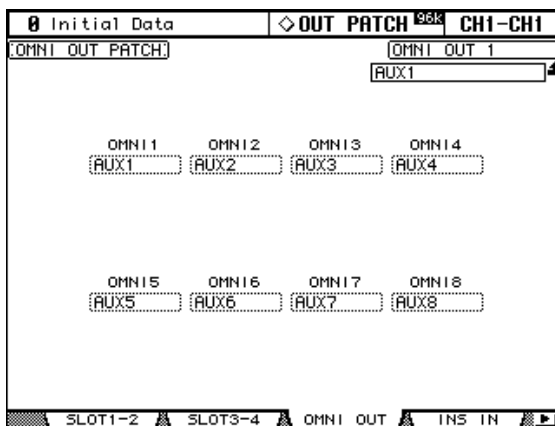 0 Initial Data ◇OUT PATCH 96K CH1-CH1
OMNI OUT PATCH OMNI OUT 1
AUX1
OMNI1 OMNI2 OMNI3 OMNI4
AUX1 AUX2 AUX3 AUX4
OMNI5 OMNI6 OMNI7 OMNI8
AUX5 AUX6 AUX7 AUX8
SLOT1-2 SLOT3-4 OMNI OUT INS IN